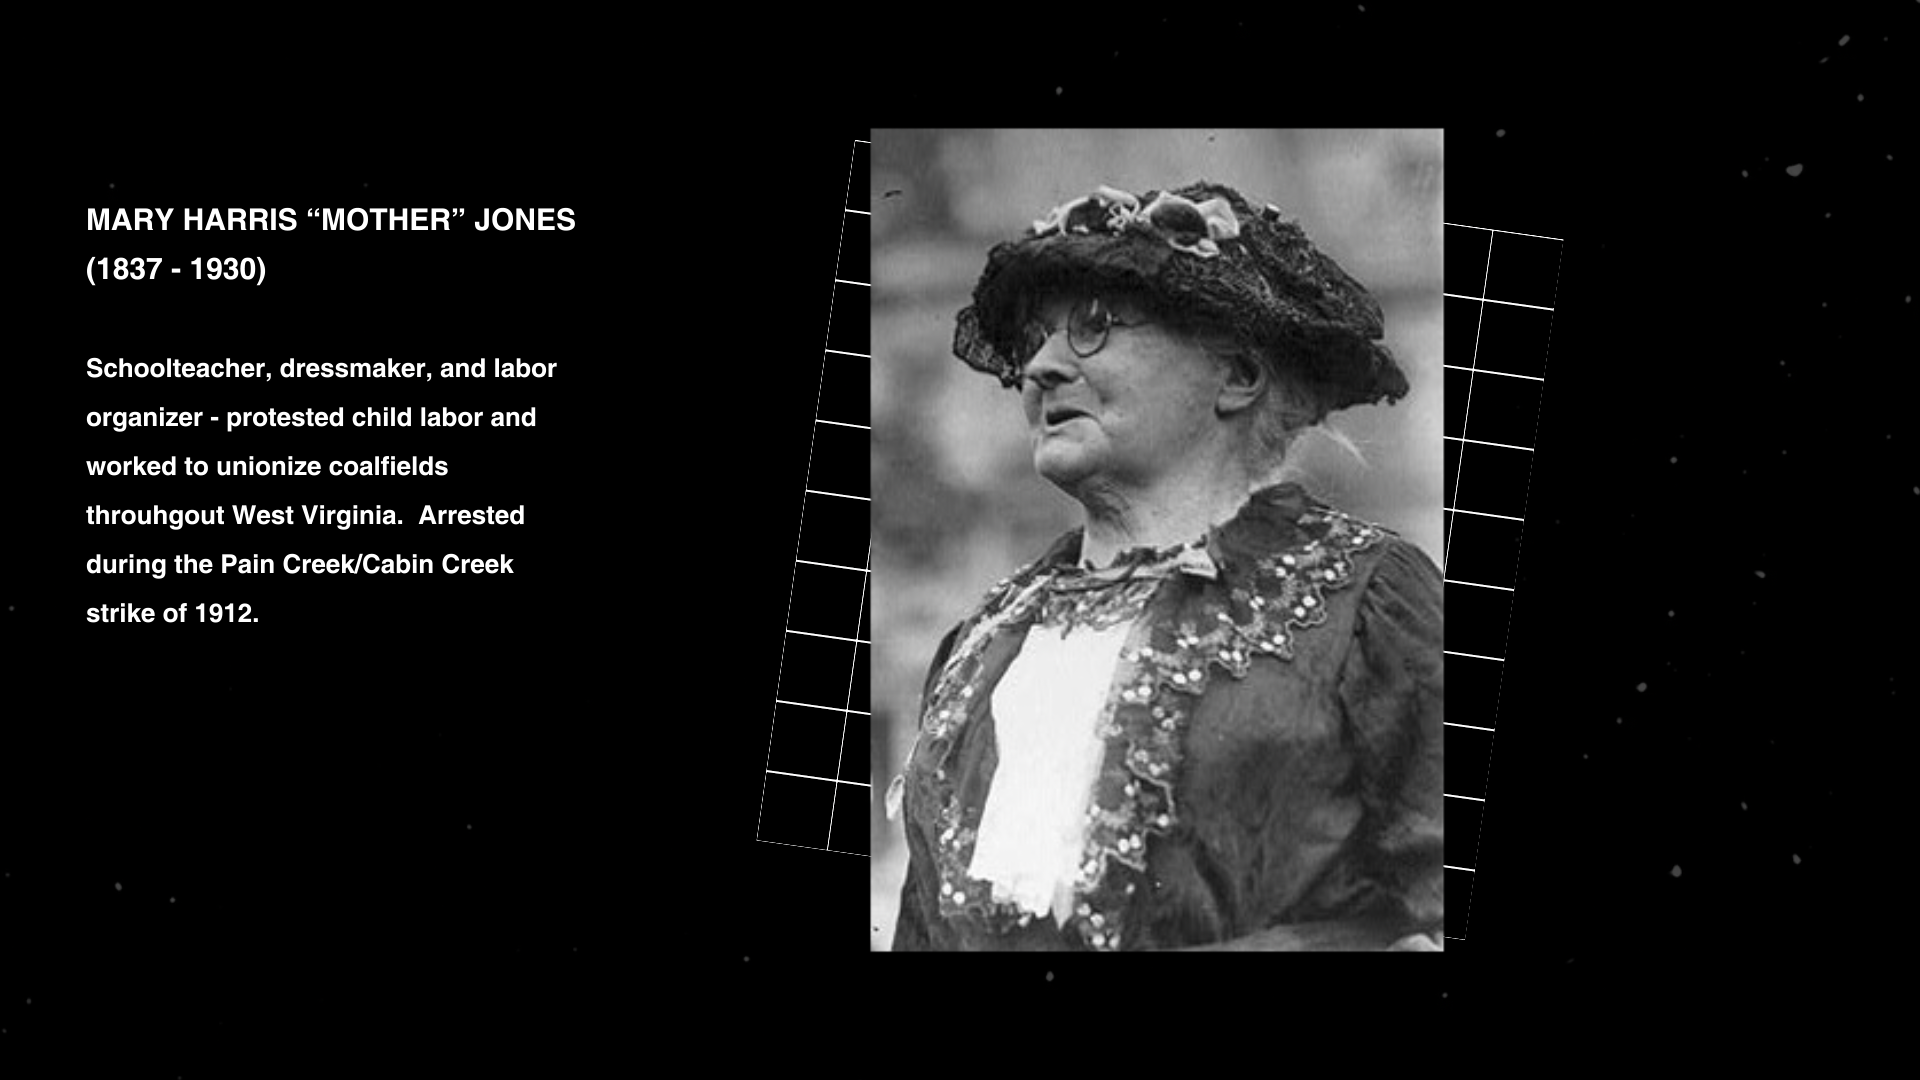 MARY HARRIS “MOTHER” JONES
(1837 - 1930)
Schoolteacher, dressmaker, and labor
organizer - protested child labor and
worked to unionize coalfields
throuhgout West Virginia.  Arrested
during the Pain Creek/Cabin Creek
strike of 1912.